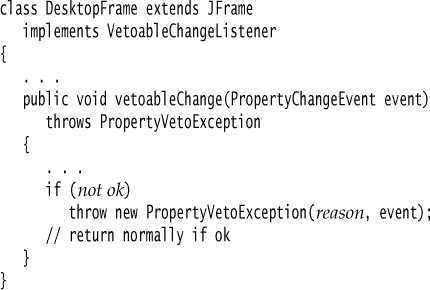 class DesktopFrame extends JFrame
implements VetoableChangeListener
{
. . .
public void vetoableChange(PropertyChangeEvent event)
throws PropertyVetoException
{
. . .
if (not ok)
throw new PropertyVetoException(reason, event);
// return normally if ok
}
}